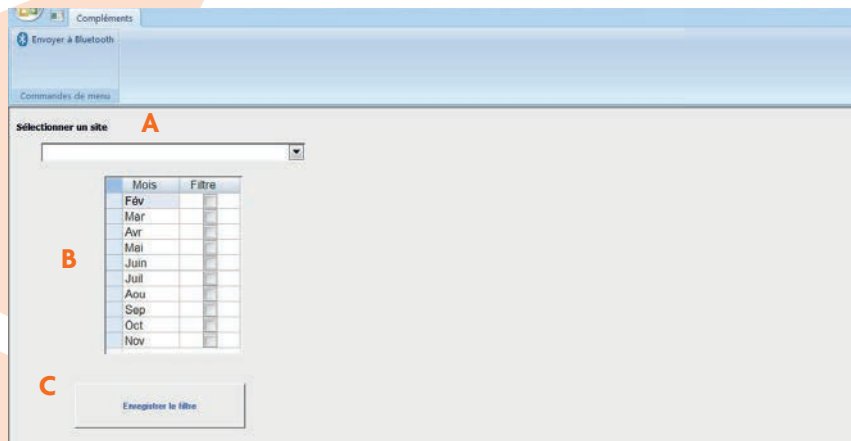 Compléments
Envoyer à Bluetooth
Commandes de menu
Sélectionner un site
A
Mois Filtre
Fév
Mar
Avr
Mai
B
Juin
Juil
Aou
Sep
Oct
Nov
C
Enregistrer le filtre